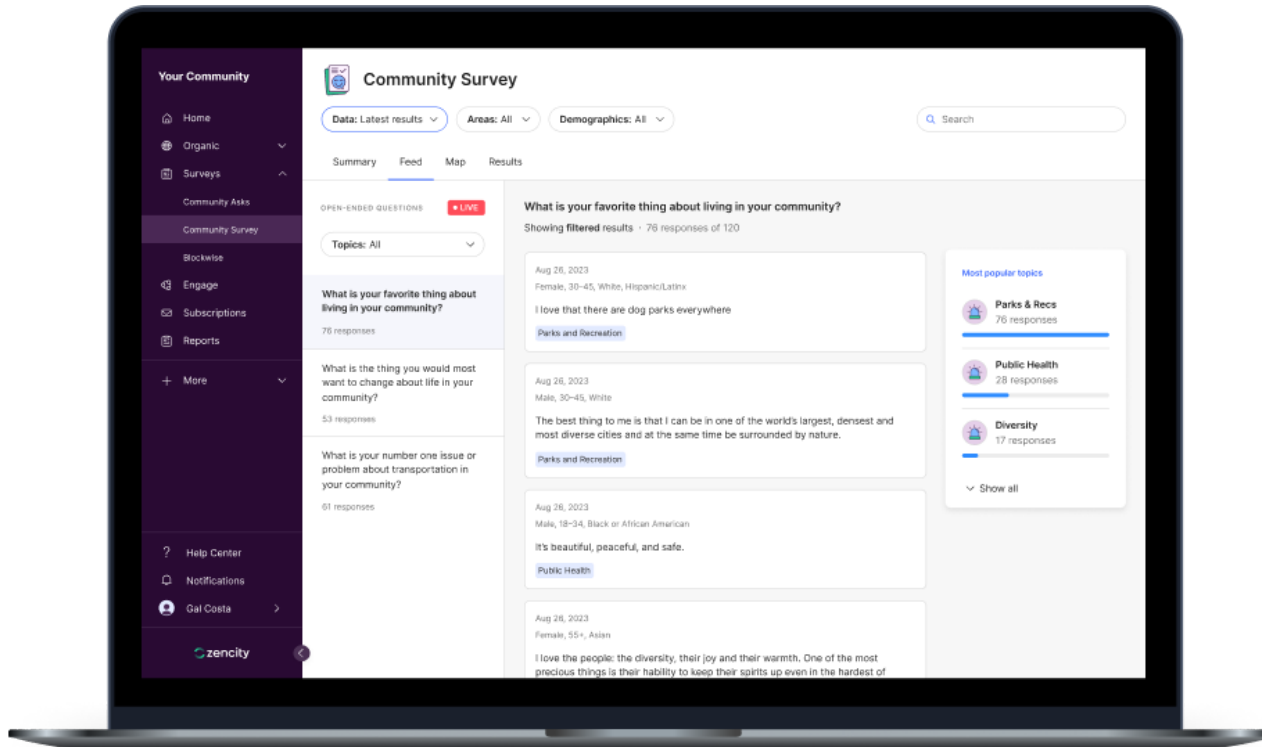 Your Community
Home
Organic
Surveys
Community Asks
Community Survey
Blockwise
Engage
Subscriptions
Reports
More
Help Center
Notifications
Gal Costa
zencity
Community Survey
Data: Latest results
Areas: All
Demographics: All
Search
Summary
Feed
Map
Results
OPEN-ENDED QUESTIONS
LIVE
Topics: All
What is your favorite thing about
living in your community?
76 responses
What is the thing you would most
want to change about life in your
community?
53 responses
What is your number one issue or
problem about transportation in
your community?
61 responses
What is your favorite thing about living in your community?
Showing filtered results · 76 responses of 120
Aug 26, 2023
Female, 30-45, White, Hispanic/Latinx
I love that there are dog parks everywhere
Parks and Recreation
Aug 26, 2023
Male, 30-45, White
The best thing to me is that I can be in one of the world's largest, densest and
most diverse cities and at the same time be surrounded by nature.
Parks and Recreation
Aug 26, 2023
Male, 18-34, Black or African American
It's beautiful, peaceful, and safe.
Public Health
Aug 26, 2023
Female, 55+, Asian
I love the people: the diversity, their joy and their warmth. One of the most
precious things is their hability to keep their spirits up even in the hardest of
Most popular topics
Parks & Recs
76 responses
Public Health
28 responses
Diversity
17 responses
Show all